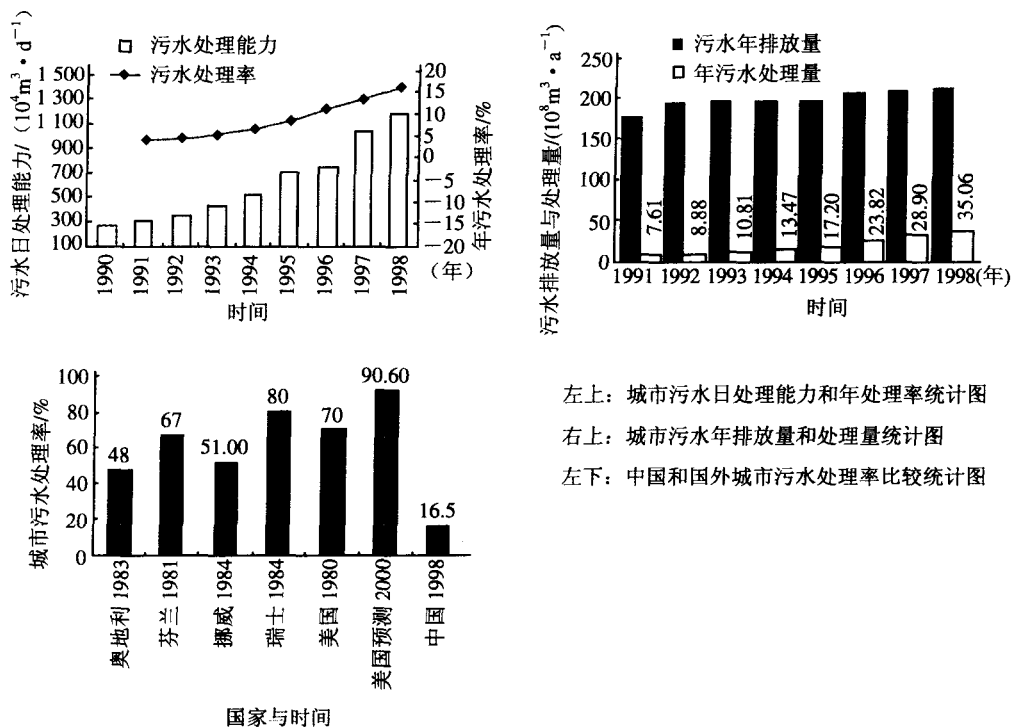 污水处理能力
污水处理率
污水日处理能力/(10⁴m³·d⁻¹)
1 500
1 300
1 100
900
700
500
300
100
20
15
10
5
0
-5
-10
-15
-20
年污水处理率/%
1990
1991
1992
1993
1994
1995
1996
1997
1998
(年)
时间
污水年排放量
年污水处理量
污水排放量与处理量/(10⁸m³·a⁻¹)
250
200
150
100
50
0
7.61
8.88
10.81
13.47
17.20
23.82
28.90
35.06
1991 1992 1993 1994 1995 1996 1997 1998(年)
时间
城市污水处理率/%
100
80
60
40
20
0
48
67
51.00
80
70
90.60
16.5
奥地利 1983
芬兰 1981
挪威 1984
瑞士 1984
美国 1980
美国预测 2000
中国 1998
国家与时间
左上：城市污水日处理能力和年处理率统计图
右上：城市污水年排放量和处理量统计图
左下：中国和国外城市污水处理率比较统计图